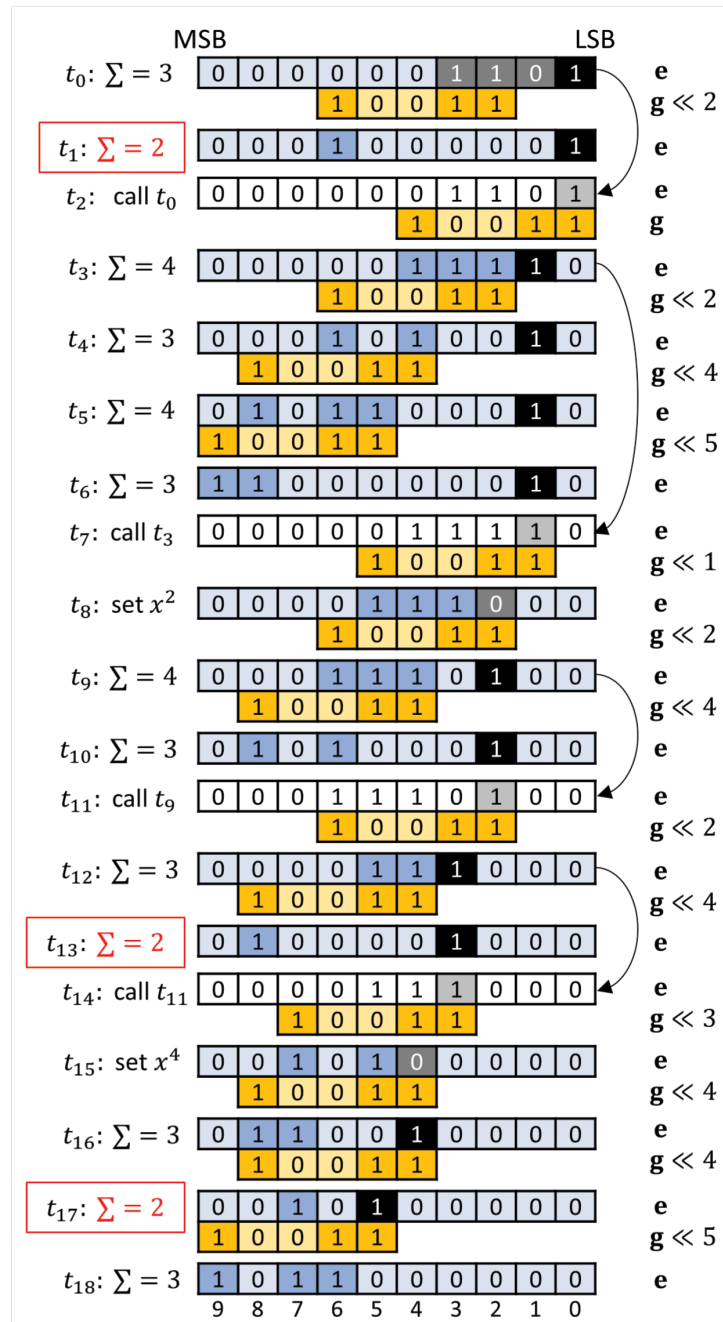 MSB LSB
t₀: ∑ = 3 0 0 0 0 0 0 1 1 0 1 e
1 0 0 1 1 g ≪ 2
t₁: ∑ = 2 0 0 0 1 0 0 0 0 0 1 e
t₂: call t₀ 0 0 0 0 0 0 1 1 0 1 e
1 0 0 1 1 g
t₃: ∑ = 4 0 0 0 0 0 1 1 1 1 0 e
1 0 0 1 1 g ≪ 2
t₄: ∑ = 3 0 0 0 1 0 1 0 0 1 0 e
1 0 0 1 1 g ≪ 4
t₅: ∑ = 4 0 1 0 1 1 0 0 0 1 0 e
1 0 0 1 1 g ≪ 5
t₆: ∑ = 3 1 1 0 0 0 0 0 0 1 0 e
t₇: call t₃ 0 0 0 0 0 1 1 1 1 0 e
1 0 0 1 1 g ≪ 1
t₈: set x² 0 0 0 0 1 1 1 0 0 0 e
1 0 0 1 1 g ≪ 2
t₉: ∑ = 4 0 0 0 1 1 1 0 1 0 0 e
1 0 0 1 1 g ≪ 4
t₁₀: ∑ = 3 0 1 0 1 0 0 0 1 0 0 e
t₁₁: call t₉ 0 0 0 1 1 1 0 1 0 0 e
1 0 0 1 1 g ≪ 2
t₁₂: ∑ = 3 0 0 0 0 1 1 1 0 0 0 e
1 0 0 1 1 g ≪ 4
t₁₃: ∑ = 2 0 1 0 0 0 0 1 0 0 0 e
t₁₄: call t₁₁ 0 0 0 0 1 1 1 0 0 0 e
1 0 0 1 1 g ≪ 3
t₁₅: set x⁴ 0 0 1 0 1 0 0 0 0 0 e
1 0 0 1 1 g ≪ 4
t₁₆: ∑ = 3 0 1 1 0 0 1 0 0 0 0 e
1 0 0 1 1 g ≪ 4
t₁₇: ∑ = 2 0 0 1 0 1 0 0 0 0 0 e
1 0 0 1 1 g ≪ 5
t₁₈: ∑ = 3 1 0 1 1 0 0 0 0 0 0 e
9 8 7 6 5 4 3 2 1 0